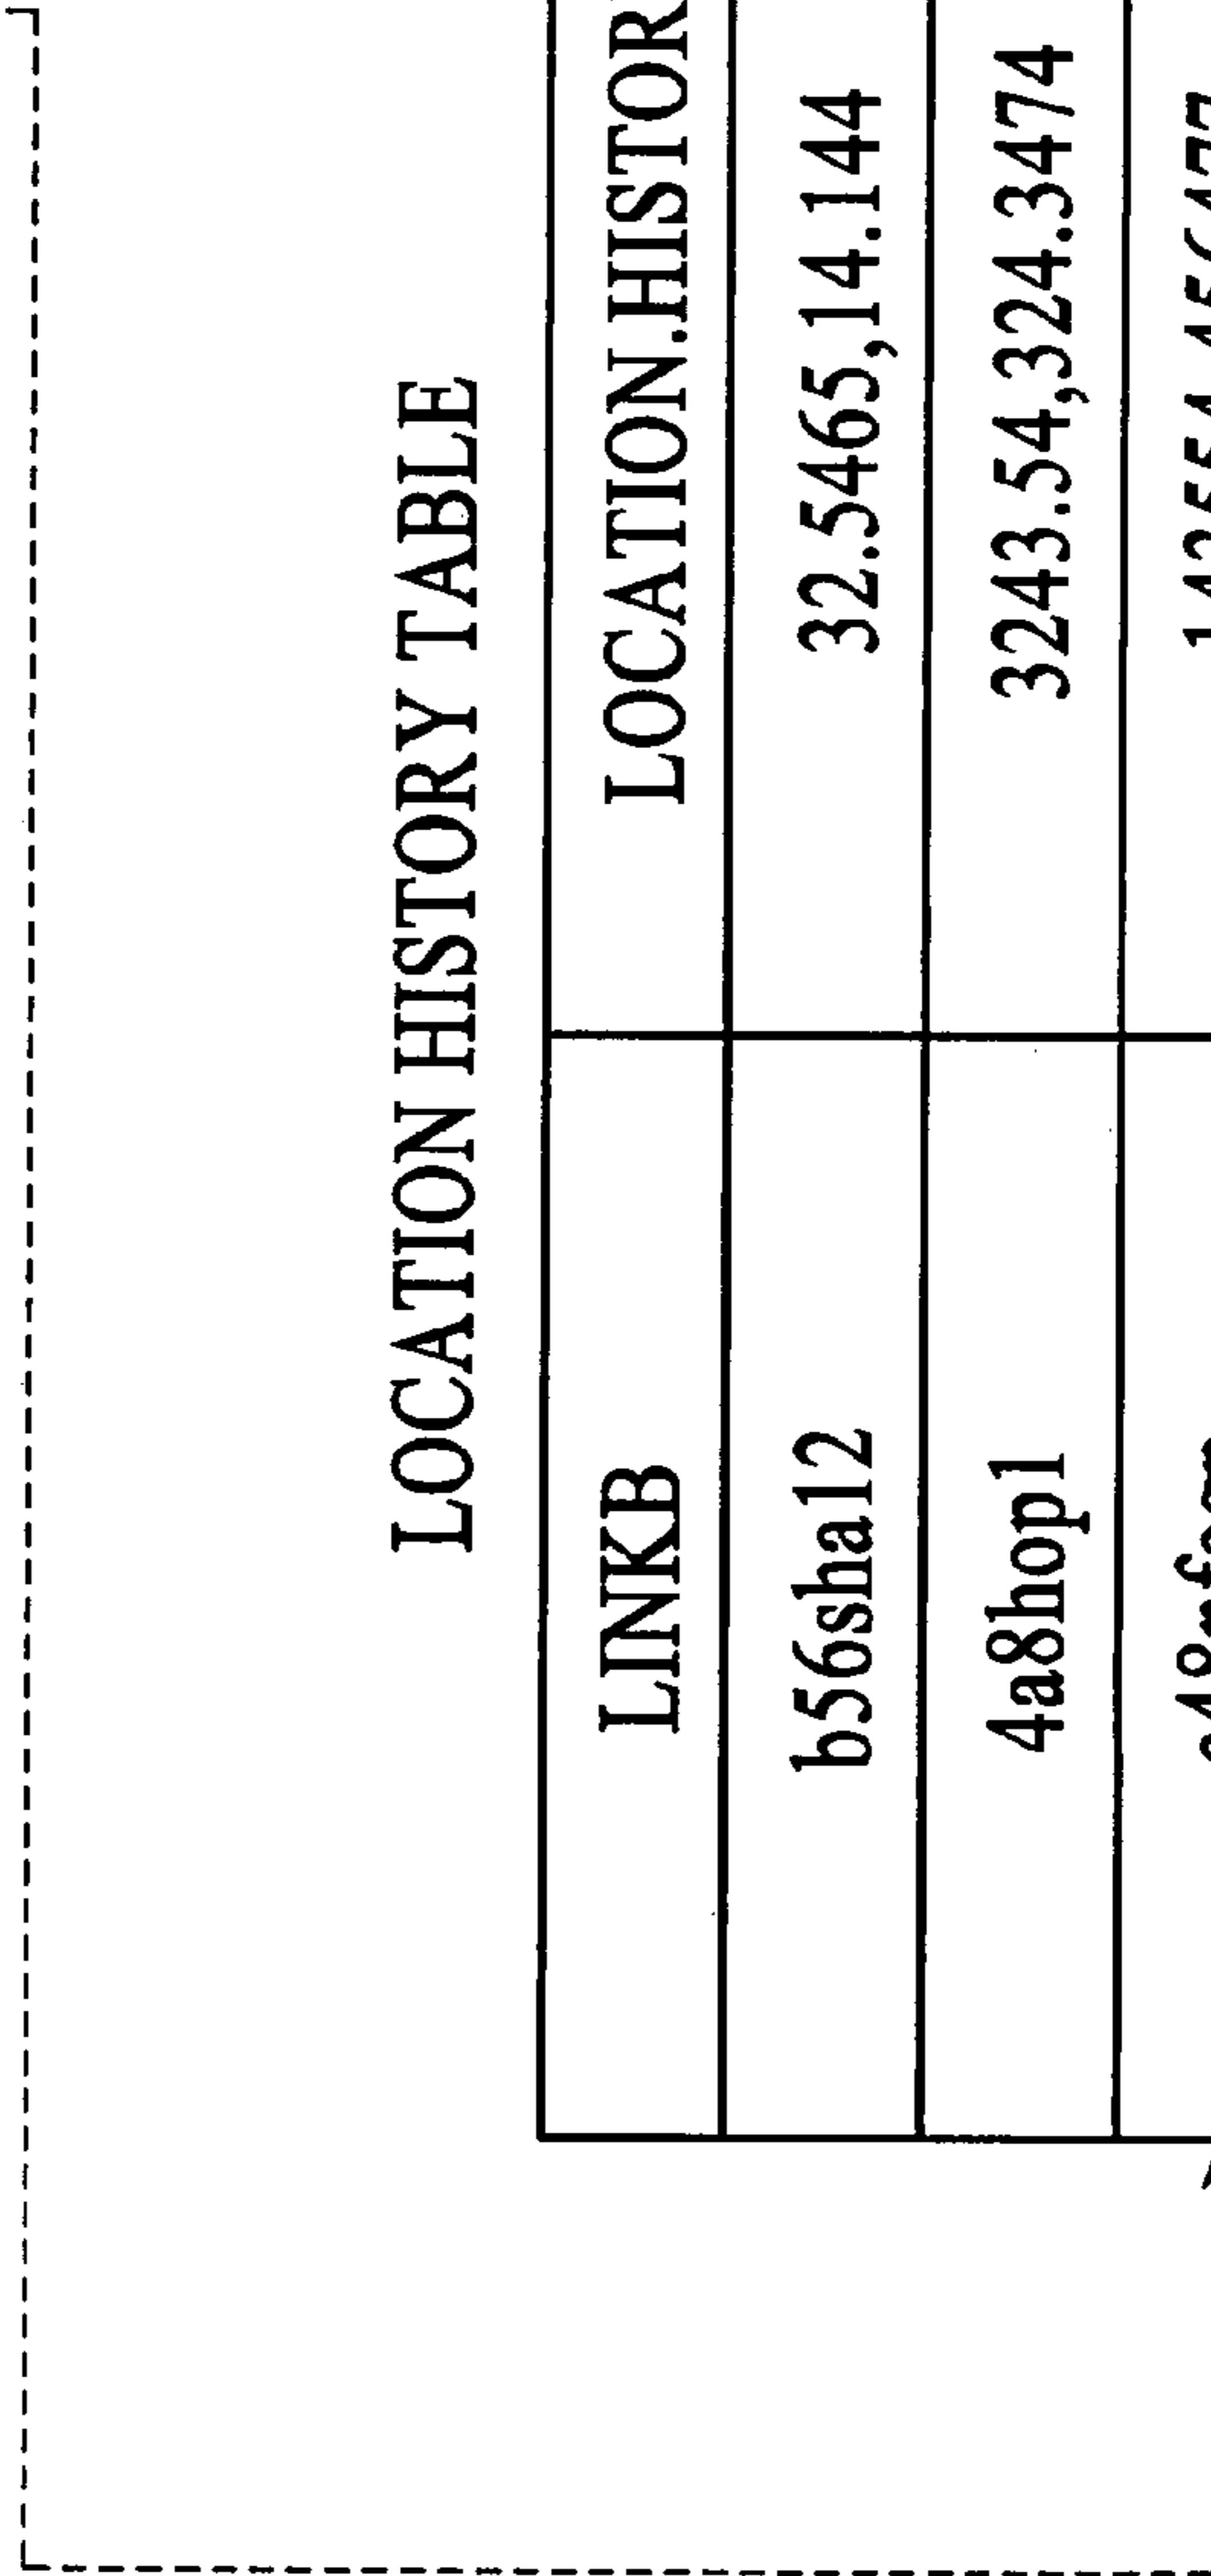 LOCATION HISTORY TABLE
LINKB LOCATION.HISTOR
b56sha12 32.5465,14.144
4a8hop1 3243.54,324.3474